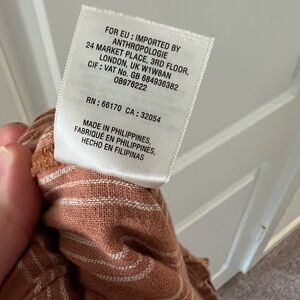 FOR EU : IMPORTED BY
ANTHROPOLOGIE
24 MARKET PLACE, 3RD FLOOR,
LONDON, UK W1W8AN
CIF : VAT No. GB 684936382
0B976222
RN : 66170 CA : 32054
MADE IN PHILIPPINES.
FABRIQUÉ EN PHILIPPINES.
HECHO EN FILIPINAS